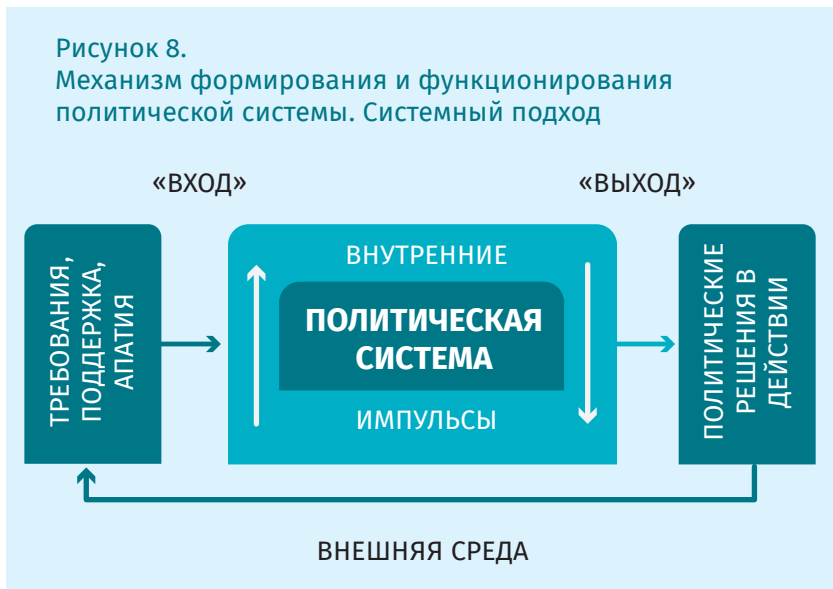 Рисунок 8.
Механизм формирования и функционирования
политической системы. Системный подход
«ВХОД»
«ВЫХОД»
ТРЕБОВАНИЯ,
ПОДДЕРЖКА,
АПАТИЯ
ВНУТРЕННИЕ
ПОЛИТИЧЕСКАЯ
СИСТЕМА
ИМПУЛЬСЫ
ПОЛИТИЧЕСКИЕ
РЕШЕНИЯ В
ДЕЙСТВИИ
ВНЕШНЯЯ СРЕДА